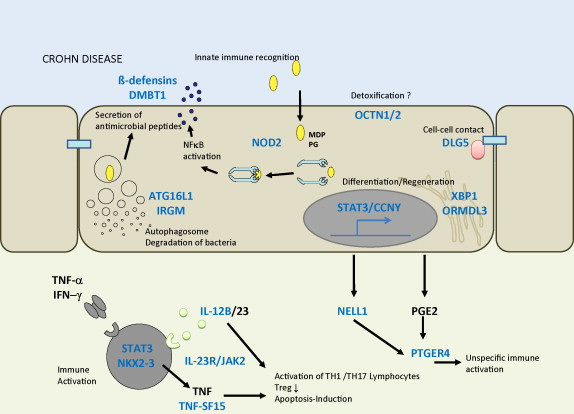 CROHN DISEASE
Innate immune recognition
ß-defensins
DMBT1
Detoxification ?
OCTN1/2
Secretion of
antimicrobial peptides
NFκB
activation
NOD2
MDP
PG
Cell-cell contact
DLG5
Differentiation/Regeneration
ATG16L1
IRGM
STAT3/CCNY
XBP1
ORMDL3
Autophagosome
Degradation of bacteria
TNF-α
IFN–γ
IL-12B/23
NELL1
PGE2
STAT3
NKX2-3
IL-23R/JAK2
PTGER4
Unspecific immune
activation
Immune
Activation
Activation of TH1 /TH17 Lymphocytes
Treg ↓
Apoptosis-Induction
TNF
TNF-SF15